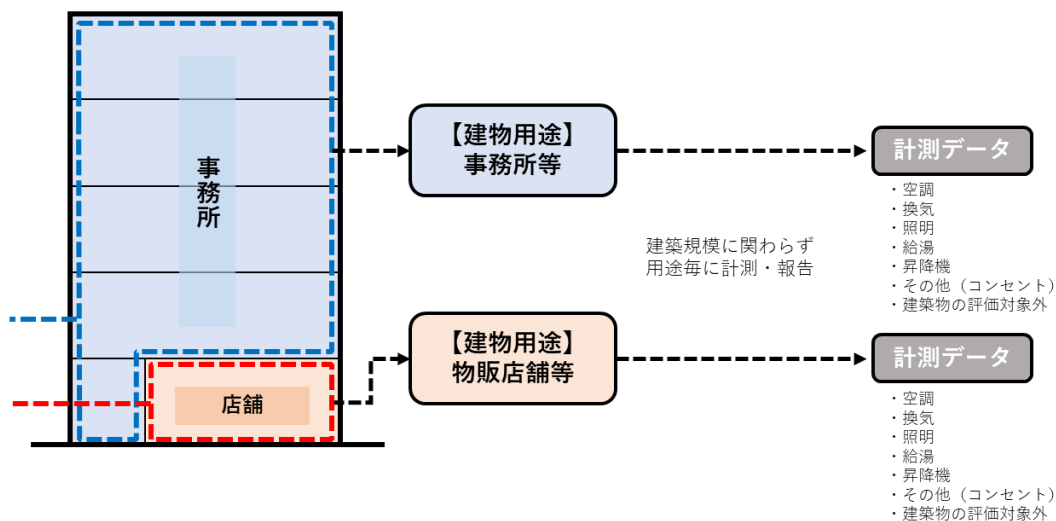 事務所
店舗
【建物用途】
事務所等
建築規模に関わらず
用途毎に計測・報告
【建物用途】
物販店舗等
計測データ
・空調
・換気
・照明
・給湯
・昇降機
・その他（コンセント）
・建築物の評価対象外
計測データ
・空調
・換気
・照明
・給湯
・昇降機
・その他（コンセント）
・建築物の評価対象外